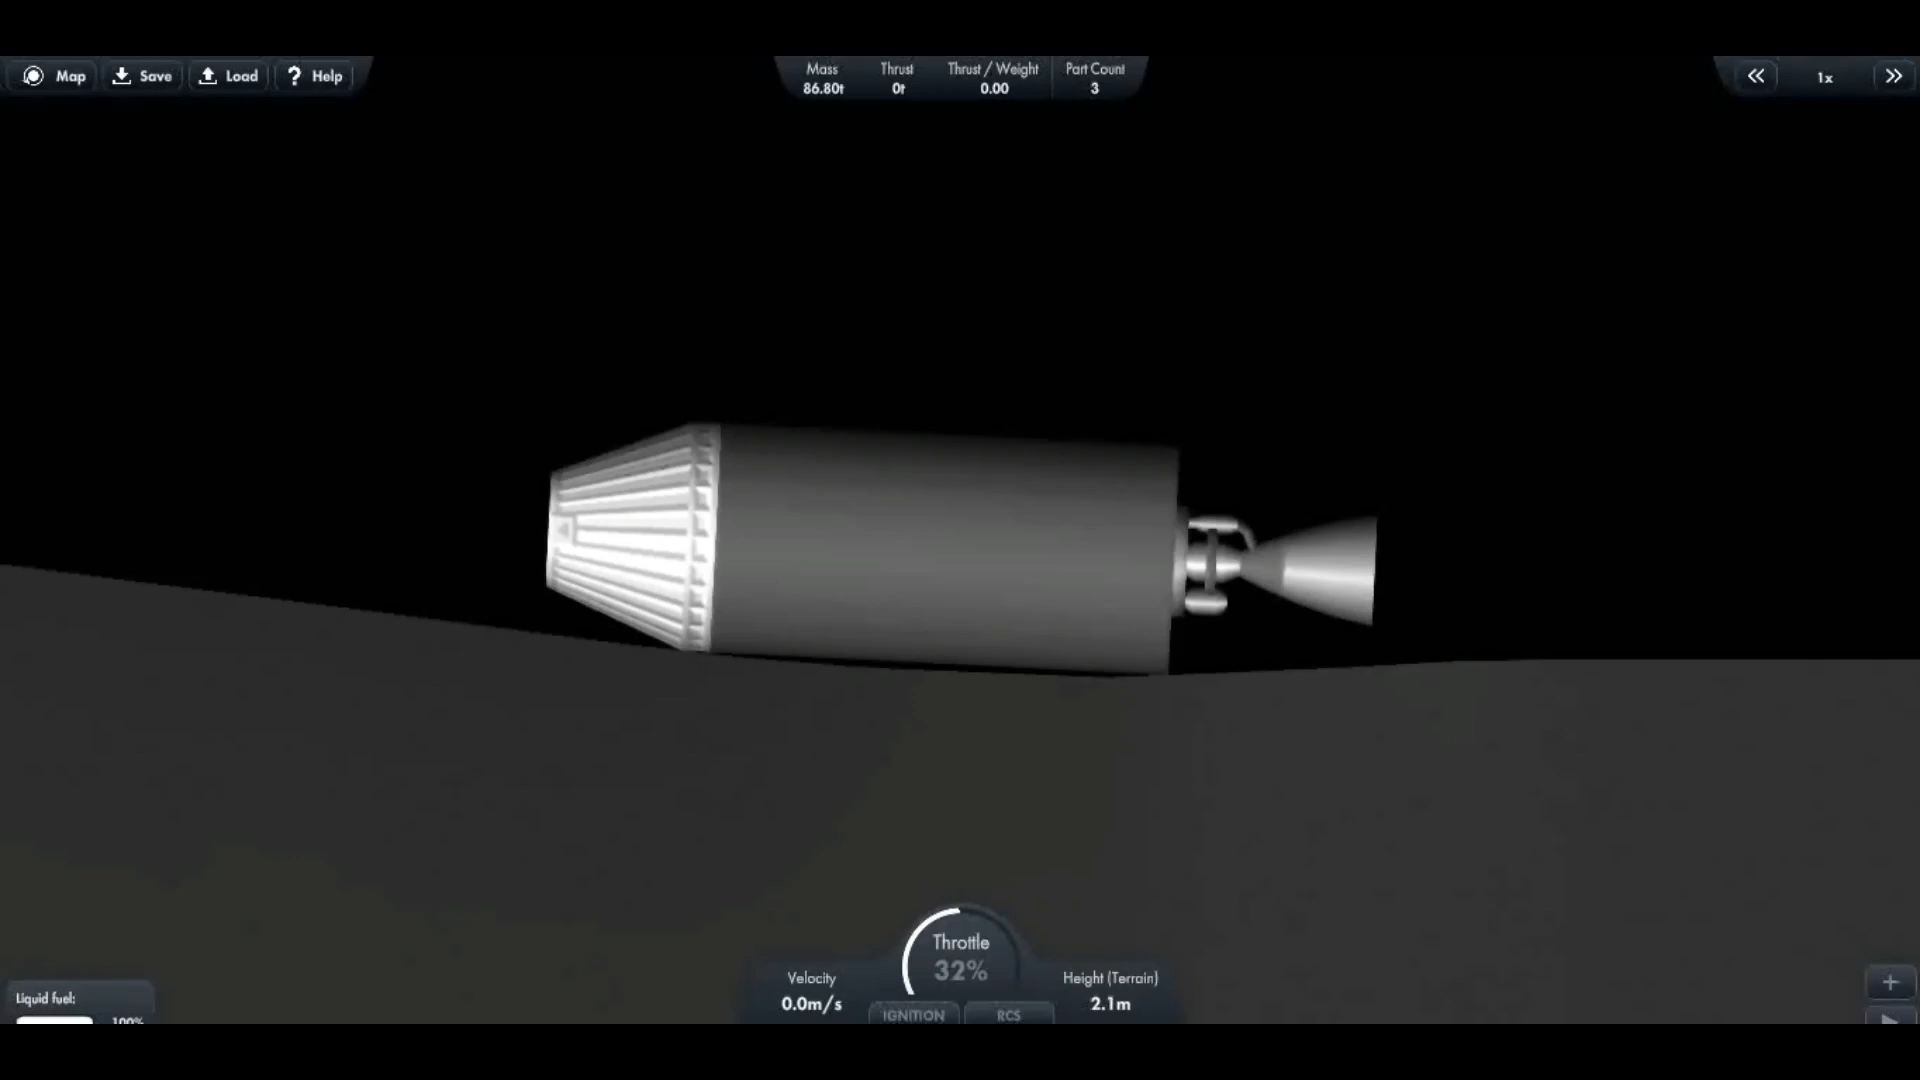 Map Save Load ? Help
Mass Thrust Thrust / Weight Part Count
86.80t 0t 0.00 3
1x
Throttle
32%
Velocity Height (Terrain)
0.0m/s 2.1m
IGNITION RCS
Liquid fuel:
100%